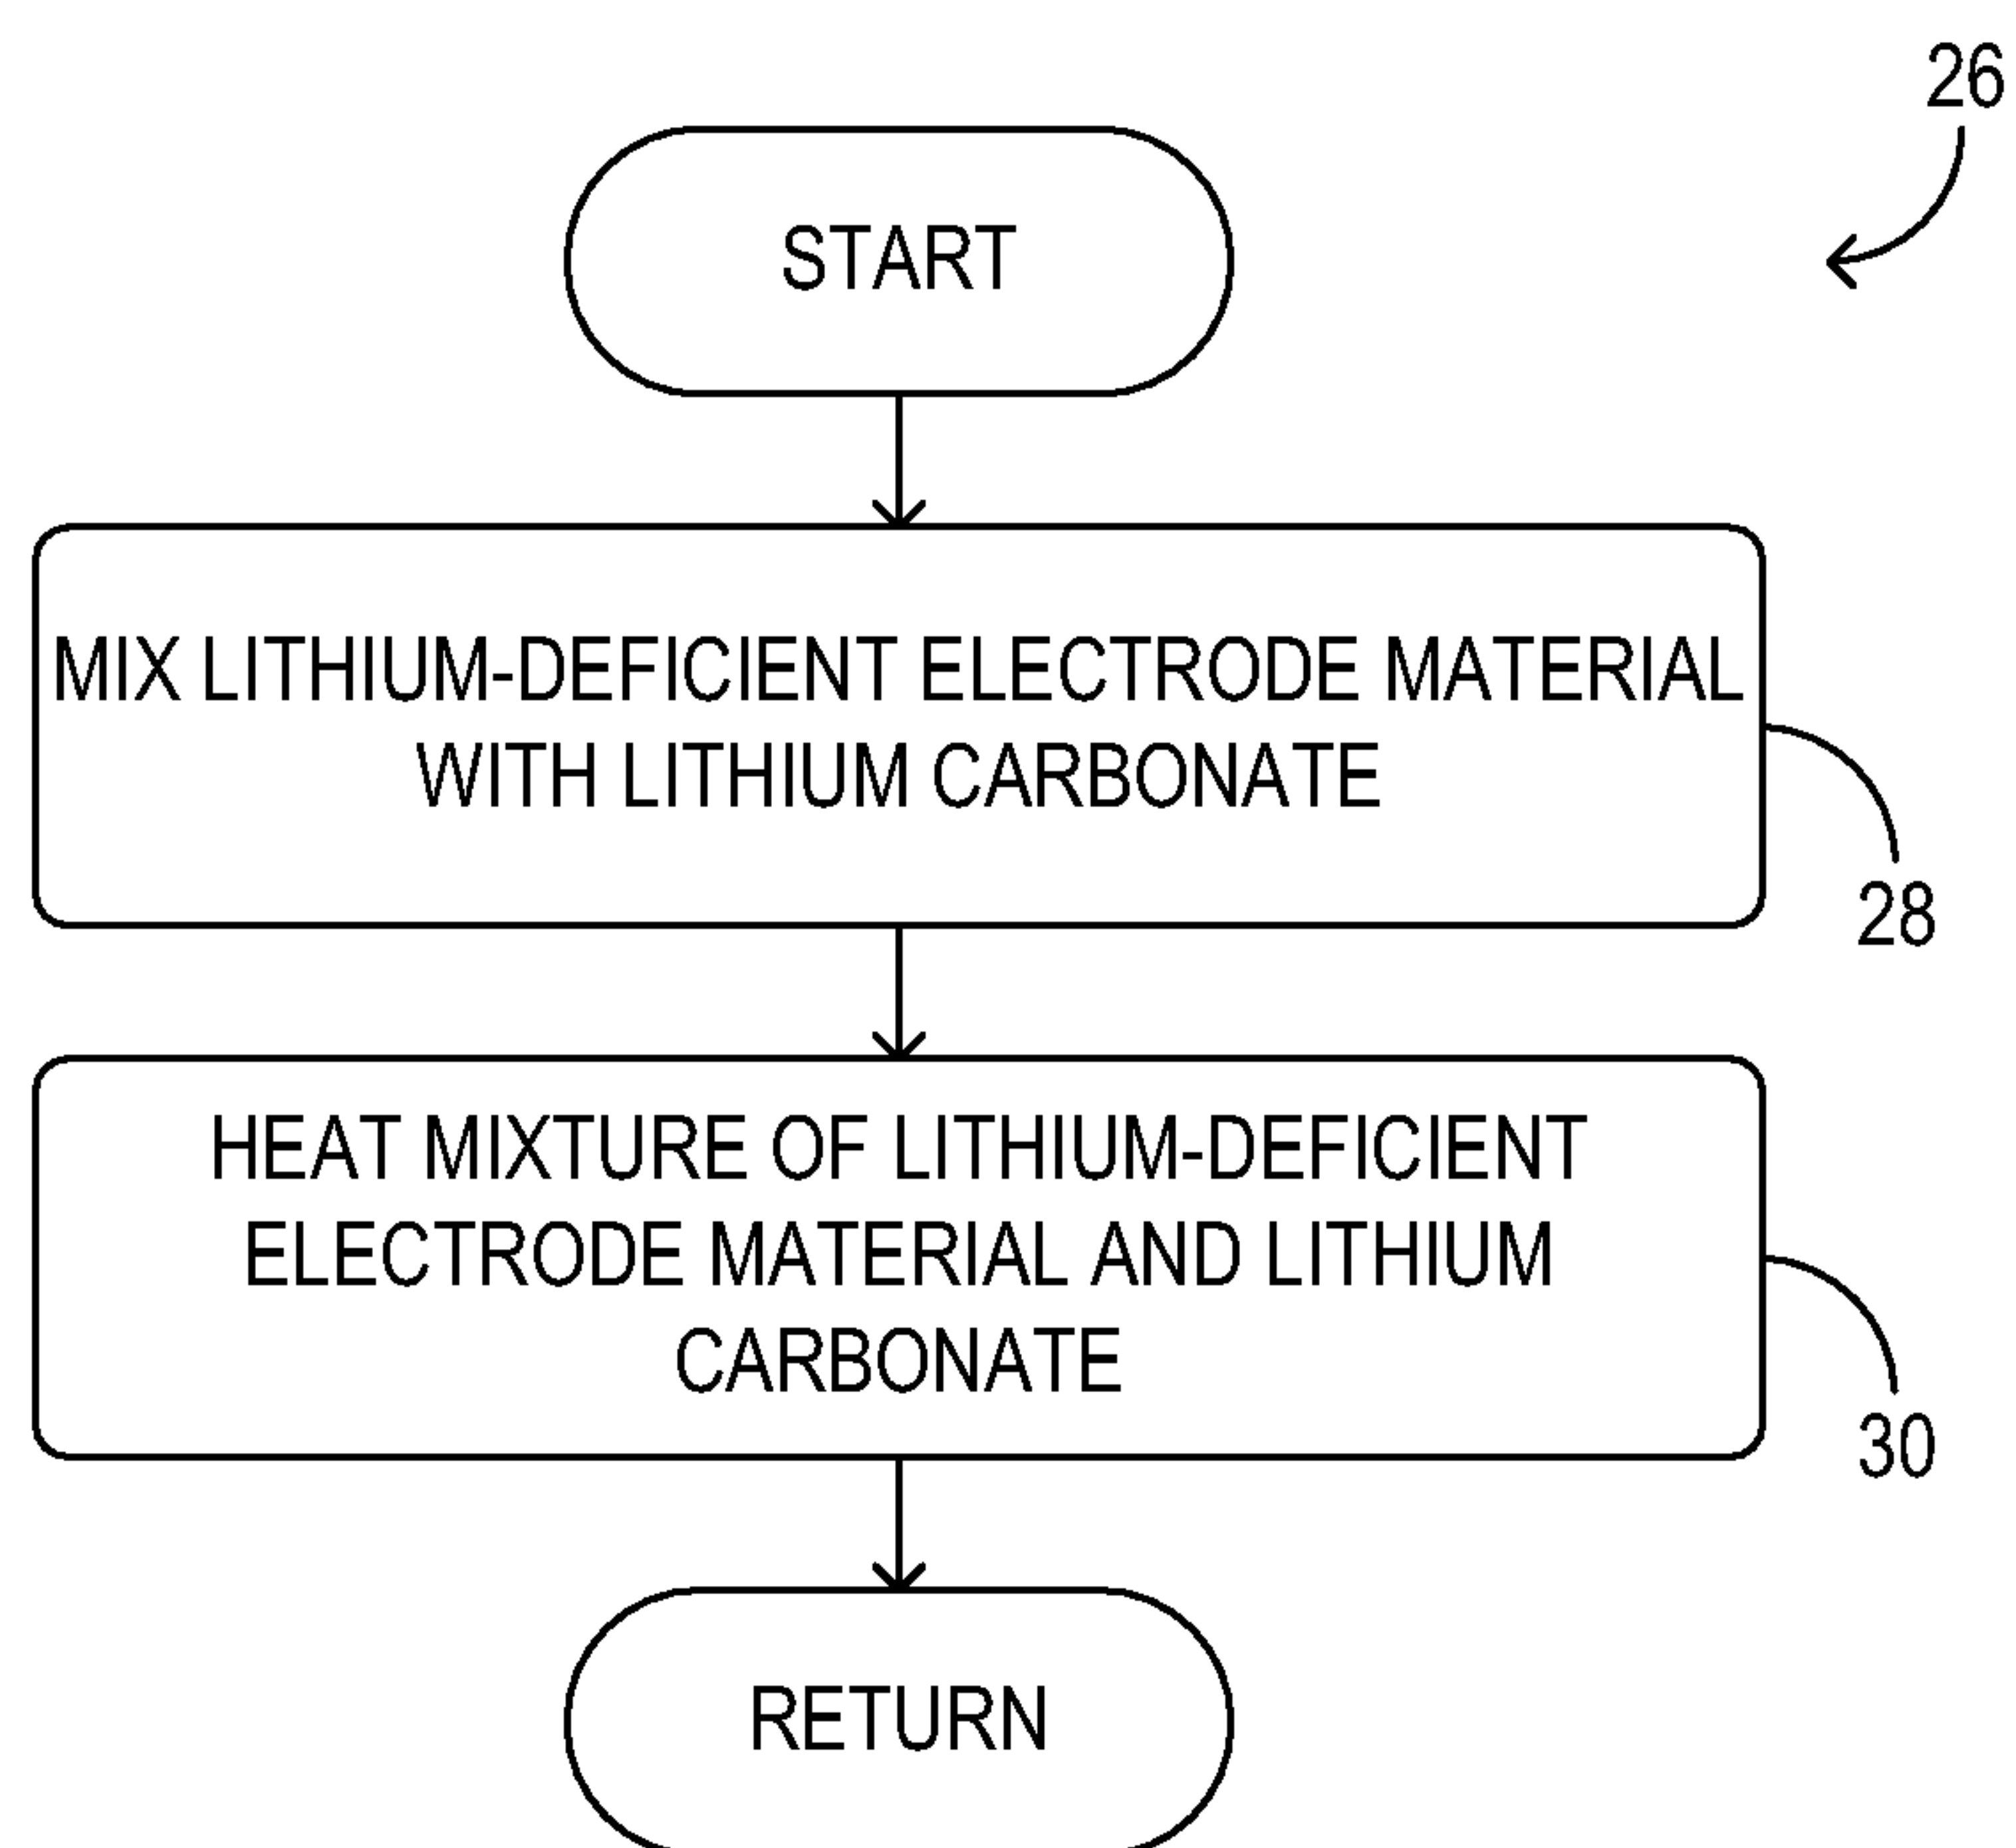 26
START
MIX LITHIUM-DEFICIENT ELECTRODE MATERIAL
WITH LITHIUM CARBONATE
28
HEAT MIXTURE OF LITHIUM-DEFICIENT
ELECTRODE MATERIAL AND LITHIUM
CARBONATE
30
RETURN